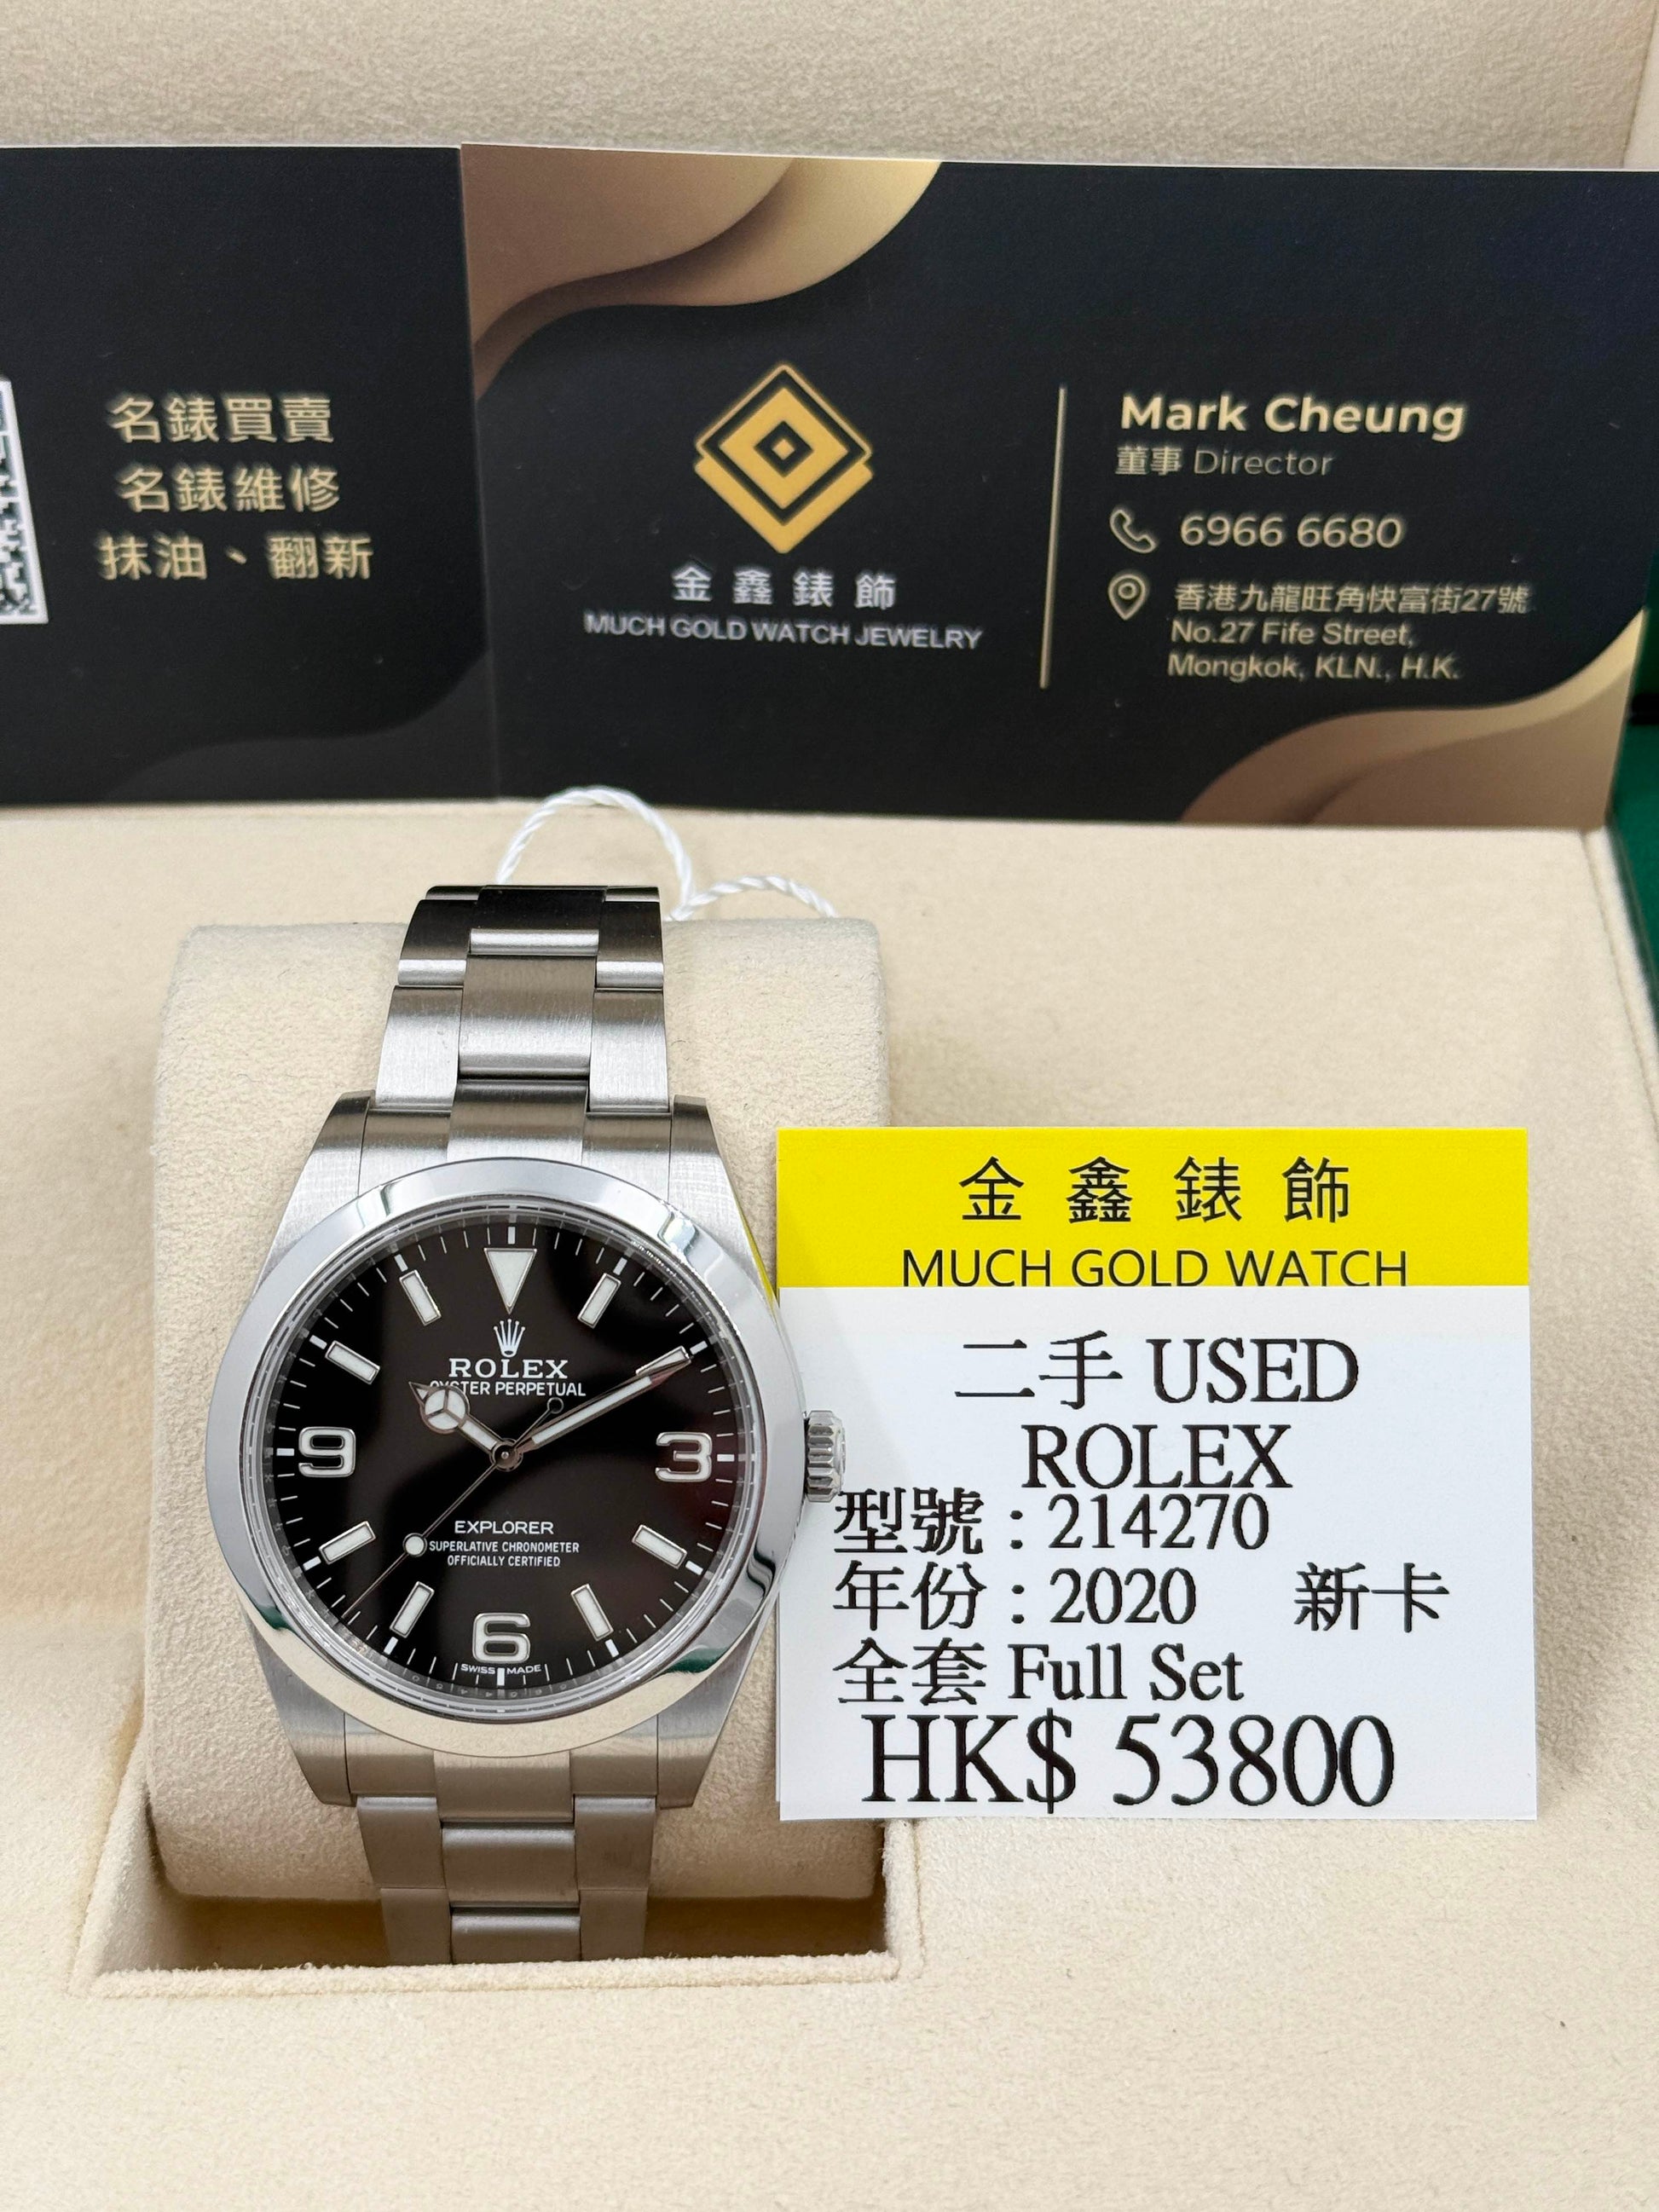 名錶買賣
名錶維修
抹油、翻新
金鑫錶飾
MUCH GOLD WATCH JEWELRY
Mark Cheung
董事 Director
6966 6680
香港九龍旺角快富街27號
No.27 Fife Street,
Mongkok, KLN., H.K.
ROLEX
OYSTER PERPETUAL
9
3
EXPLORER
SUPERLATIVE CHRONOMETER
OFFICIALLY CERTIFIED
6
SWISS MADE
金鑫錶飾
MUCH GOLD WATCH
二手 USED
ROLEX
型號：214270
年份：2020 新卡
全套 Full Set
HK$ 53800